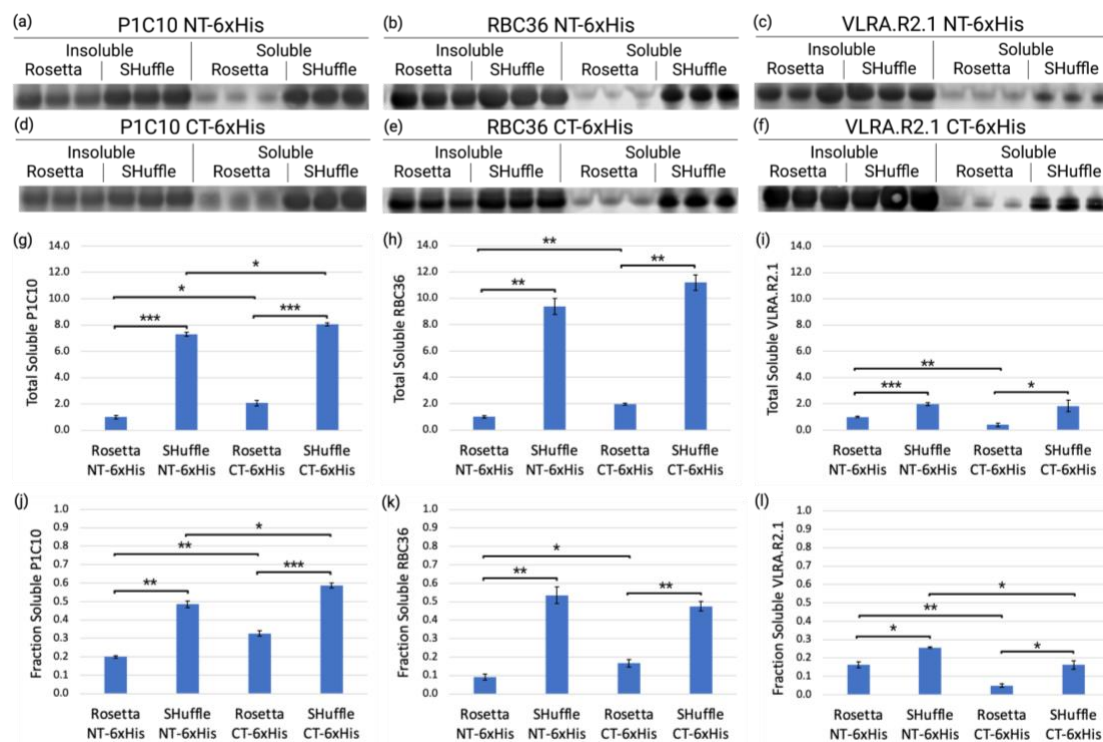 (a) P1C10 NT-6xHis
Insoluble Soluble
Rosetta | SHuffle Rosetta | SHuffle
(b) RBC36 NT-6xHis
Insoluble Soluble
Rosetta | SHuffle Rosetta | SHuffle
(c) VLRA.R2.1 NT-6xHis
Insoluble Soluble
Rosetta | SHuffle Rosetta | SHuffle
(d) P1C10 CT-6xHis
Insoluble Soluble
Rosetta | SHuffle Rosetta | SHuffle
(e) RBC36 CT-6xHis
Insoluble Soluble
Rosetta | SHuffle Rosetta | SHuffle
(f) VLRA.R2.1 CT-6xHis
Insoluble Soluble
Rosetta | SHuffle Rosetta | SHuffle
(g)
Total Soluble P1C10
14.0
12.0
10.0
8.0
6.0
4.0
2.0
0.0
*
*
*** ***
Rosetta SHuffle Rosetta SHuffle
NT-6xHis NT-6xHis CT-6xHis CT-6xHis
(h)
Total Soluble RBC36
14.0
12.0
10.0
8.0
6.0
4.0
2.0
0.0
**
** **
Rosetta SHuffle Rosetta SHuffle
NT-6xHis NT-6xHis CT-6xHis CT-6xHis
(i)
Total Soluble VLRA.R2.1
14.0
12.0
10.0
8.0
6.0
4.0
2.0
0.0
**
*** *
Rosetta SHuffle Rosetta SHuffle
NT-6xHis NT-6xHis CT-6xHis CT-6xHis
(j)
Fraction Soluble P1C10
1.0
0.9
0.8
0.7
0.6
0.5
0.4
0.3
0.2
0.1
0.0
*
**
** ***
Rosetta SHuffle Rosetta SHuffle
NT-6xHis NT-6xHis CT-6xHis CT-6xHis
(k)
Fraction Soluble RBC36
1.0
0.9
0.8
0.7
0.6
0.5
0.4
0.3
0.2
0.1
0.0
*
** **
Rosetta SHuffle Rosetta SHuffle
NT-6xHis NT-6xHis CT-6xHis CT-6xHis
(l)
Fraction Soluble VLRA.R2.1
1.0
0.9
0.8
0.7
0.6
0.5
0.4
0.3
0.2
0.1
0.0
*
**
* *
Rosetta SHuffle Rosetta SHuffle
NT-6xHis NT-6xHis CT-6xHis CT-6xHis